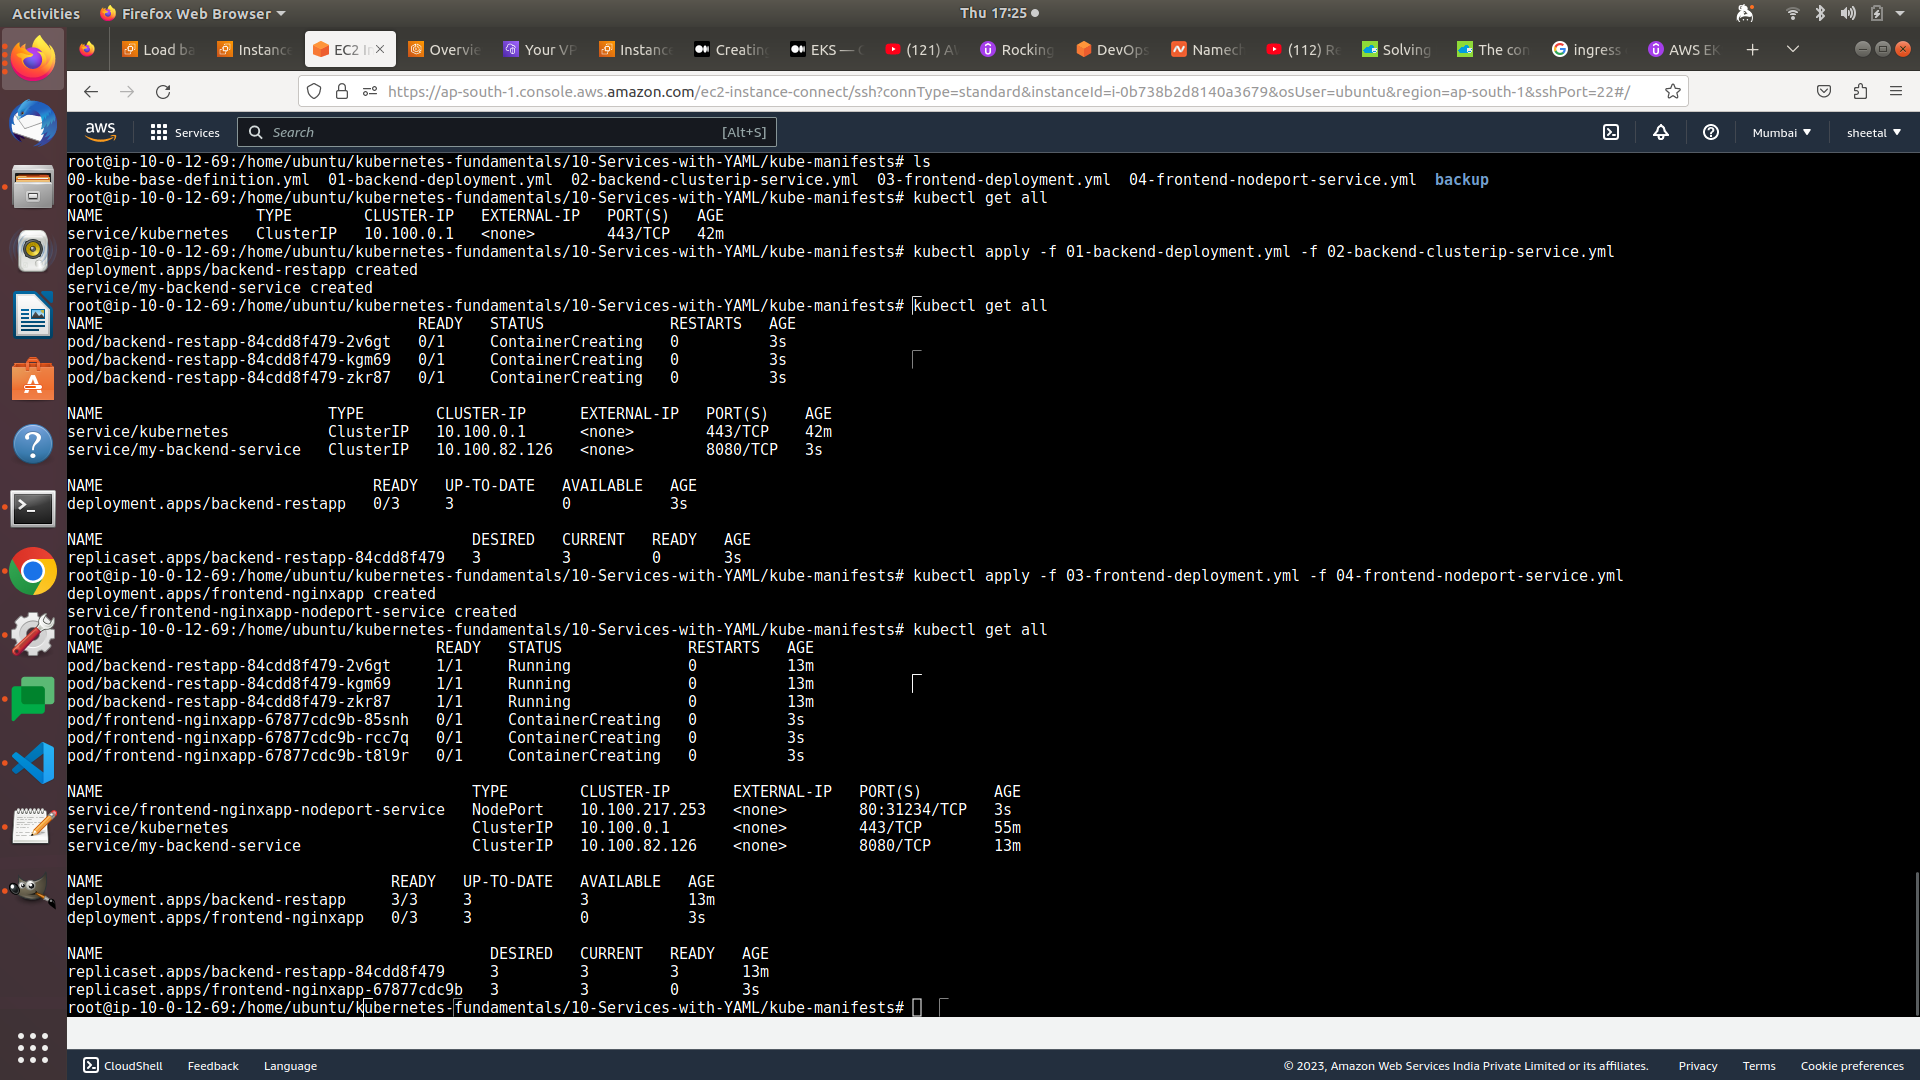 Activities Firefox Web Browser Thu 17:25
Load ba Instance EC2 In Overvie Your VP Instance Creating EKS — C (121) A Rocking DevOps Namech (112) Re Solving The con ingress AWS EK
https://ap-south-1.console.aws.amazon.com/ec2-instance-connect/ssh?connType=standard&instanceId=i-0b738b2d8140a3679&osUser=ubuntu&region=ap-south-1&sshPort=22#/
aws Services Search [Alt+S] Mumbai sheetal
root@ip-10-0-12-69:/home/ubuntu/kubernetes-fundamentals/10-Services-with-YAML/kube-manifests# ls
00-kube-base-definition.yml 01-backend-deployment.yml 02-backend-clusterip-service.yml 03-frontend-deployment.yml 04-frontend-nodeport-service.yml backup
root@ip-10-0-12-69:/home/ubuntu/kubernetes-fundamentals/10-Services-with-YAML/kube-manifests# kubectl get all
NAME TYPE CLUSTER-IP EXTERNAL-IP PORT(S) AGE
service/kubernetes ClusterIP 10.100.0.1 <none> 443/TCP 42m
root@ip-10-0-12-69:/home/ubuntu/kubernetes-fundamentals/10-Services-with-YAML/kube-manifests# kubectl apply -f 01-backend-deployment.yml -f 02-backend-clusterip-service.yml
deployment.apps/backend-restapp created
service/my-backend-service created
root@ip-10-0-12-69:/home/ubuntu/kubernetes-fundamentals/10-Services-with-YAML/kube-manifests# kubectl get all
NAME READY STATUS RESTARTS AGE
pod/backend-restapp-84cdd8f479-2v6gt 0/1 ContainerCreating 0 3s
pod/backend-restapp-84cdd8f479-kgm69 0/1 ContainerCreating 0 3s
pod/backend-restapp-84cdd8f479-zkr87 0/1 ContainerCreating 0 3s
NAME TYPE CLUSTER-IP EXTERNAL-IP PORT(S) AGE
service/kubernetes ClusterIP 10.100.0.1 <none> 443/TCP 42m
service/my-backend-service ClusterIP 10.100.82.126 <none> 8080/TCP 3s
NAME READY UP-TO-DATE AVAILABLE AGE
deployment.apps/backend-restapp 0/3 3 0 3s
NAME DESIRED CURRENT READY AGE
replicaset.apps/backend-restapp-84cdd8f479 3 3 0 3s
root@ip-10-0-12-69:/home/ubuntu/kubernetes-fundamentals/10-Services-with-YAML/kube-manifests# kubectl apply -f 03-frontend-deployment.yml -f 04-frontend-nodeport-service.yml
deployment.apps/frontend-nginxapp created
service/frontend-nginxapp-nodeport-service created
root@ip-10-0-12-69:/home/ubuntu/kubernetes-fundamentals/10-Services-with-YAML/kube-manifests# kubectl get all
NAME READY STATUS RESTARTS AGE
pod/backend-restapp-84cdd8f479-2v6gt 1/1 Running 0 13m
pod/backend-restapp-84cdd8f479-kgm69 1/1 Running 0 13m
pod/backend-restapp-84cdd8f479-zkr87 1/1 Running 0 13m
pod/frontend-nginxapp-67877cdc9b-85snh 0/1 ContainerCreating 0 3s
pod/frontend-nginxapp-67877cdc9b-rcc7q 0/1 ContainerCreating 0 3s
pod/frontend-nginxapp-67877cdc9b-t8l9r 0/1 ContainerCreating 0 3s
NAME TYPE CLUSTER-IP EXTERNAL-IP PORT(S) AGE
service/frontend-nginxapp-nodeport-service NodePort 10.100.217.253 <none> 80:31234/TCP 3s
service/kubernetes ClusterIP 10.100.0.1 <none> 443/TCP 55m
service/my-backend-service ClusterIP 10.100.82.126 <none> 8080/TCP 13m
NAME READY UP-TO-DATE AVAILABLE AGE
deployment.apps/backend-restapp 3/3 3 3 13m
deployment.apps/frontend-nginxapp 0/3 3 0 3s
NAME DESIRED CURRENT READY AGE
replicaset.apps/backend-restapp-84cdd8f479 3 3 3 13m
replicaset.apps/frontend-nginxapp-67877cdc9b 3 3 0 3s
root@ip-10-0-12-69:/home/ubuntu/kubernetes-fundamentals/10-Services-with-YAML/kube-manifests#
CloudShell Feedback Language © 2023, Amazon Web Services India Private Limited or its affiliates. Privacy Terms Cookie preferences